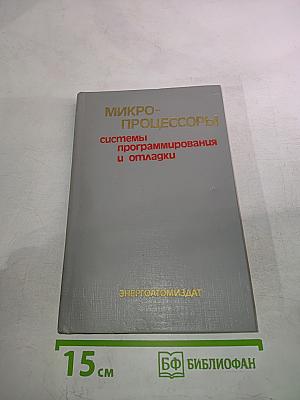 МИКРО-
ПРОЦЕССОРЫ
системы
программирования
и отладки
ЭНЕРГОАТОМИЗДАТ
15 см
БФ БИБЛИОФАН